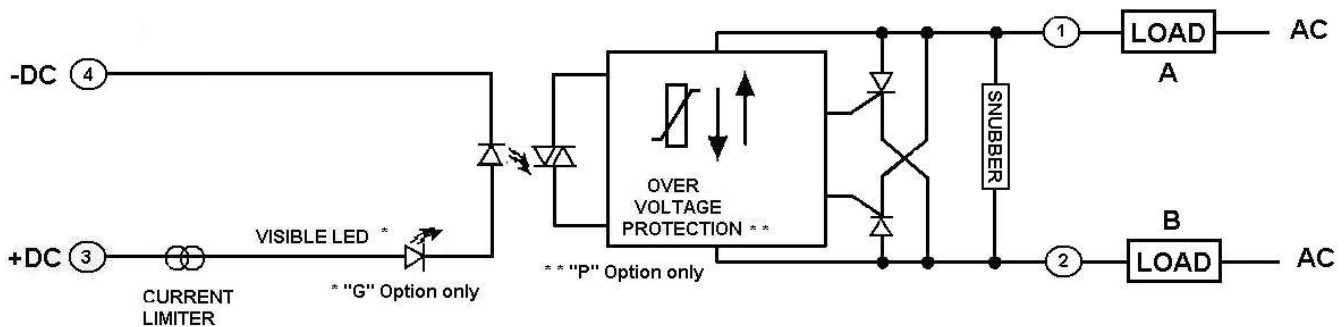 -DC 4
+DC 3
CURRENT
LIMITER
VISIBLE LED *
* "G" Option only
OVER
VOLTAGE
PROTECTION * *
* * "P" Option only
SNUBBER
1
LOAD
AC
A
B
2
LOAD
AC